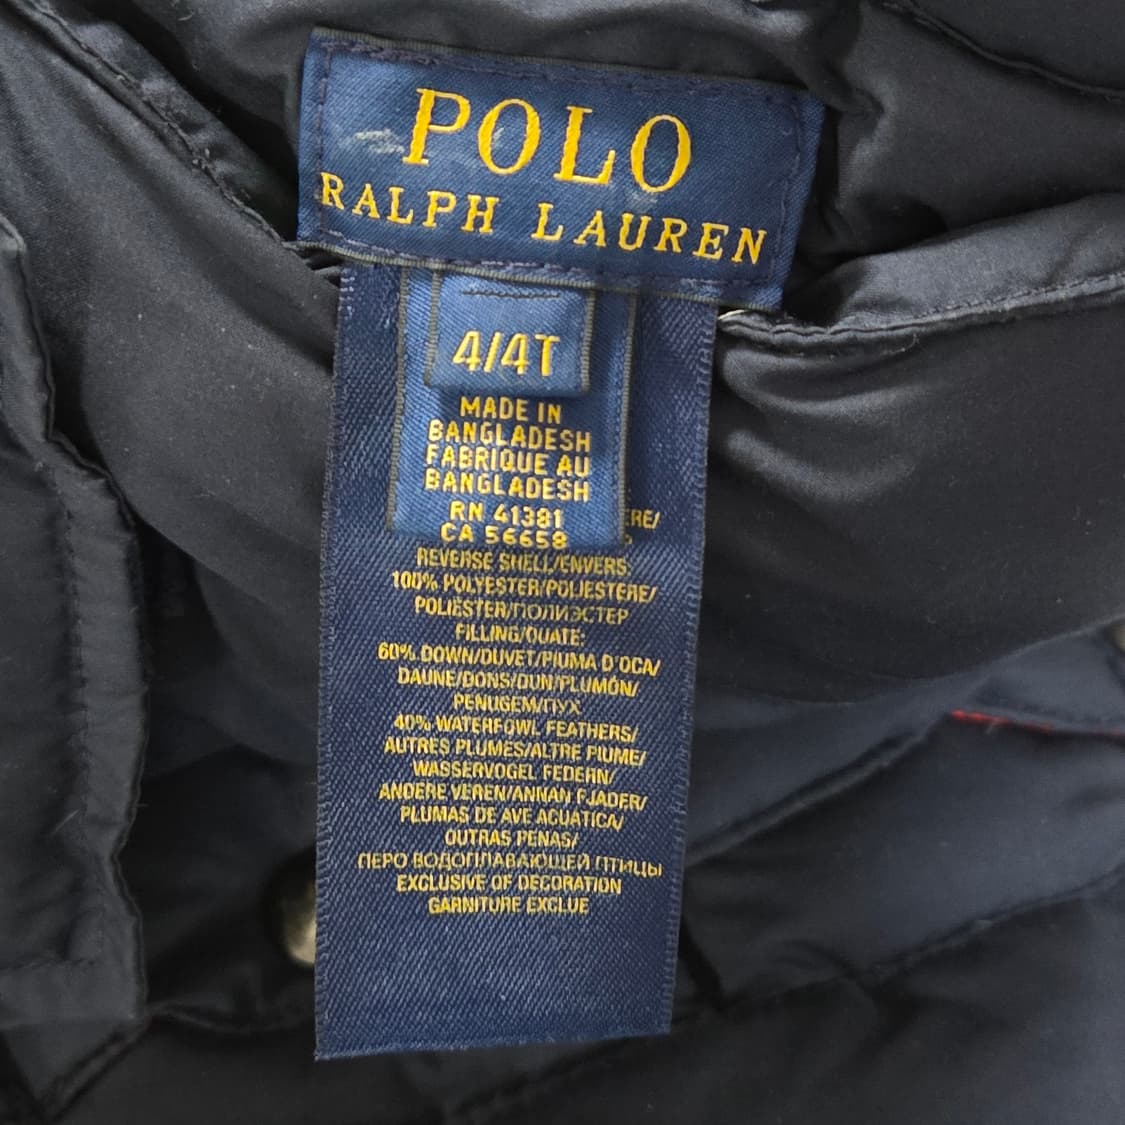 POLO
RALPH LAUREN
4/4T
MADE IN
BANGLADESH
FABRIQUE AU
BANGLADESH
RN 41381
CA 56658
ERE/
REVERSE SHELL/ENVERS:
100% POLYESTER/POLIESTERE/
POLIÉSTER/ПОЛИЭСТЕР
FILLING/OUATE:
60% DOWN/DUVET/PIUMA D'OCA/
DAUNE/DONS/DUN/PLUMÓN/
PENUGEM/ПУХ
40% WATERFOWL FEATHERS/
AUTRES PLUMES/ALTRE PIUME/
WASSERVOGEL FEDERN/
ANDERE VEREN/ANNAN FJADER/
PLUMAS DE AVE ACUATICA/
OUTRAS PENAS/
ПЕРО ВОДОПЛАВАЮЩЕЙ ПТИЦЫ
EXCLUSIVE OF DECORATION
GARNITURE EXCLUE